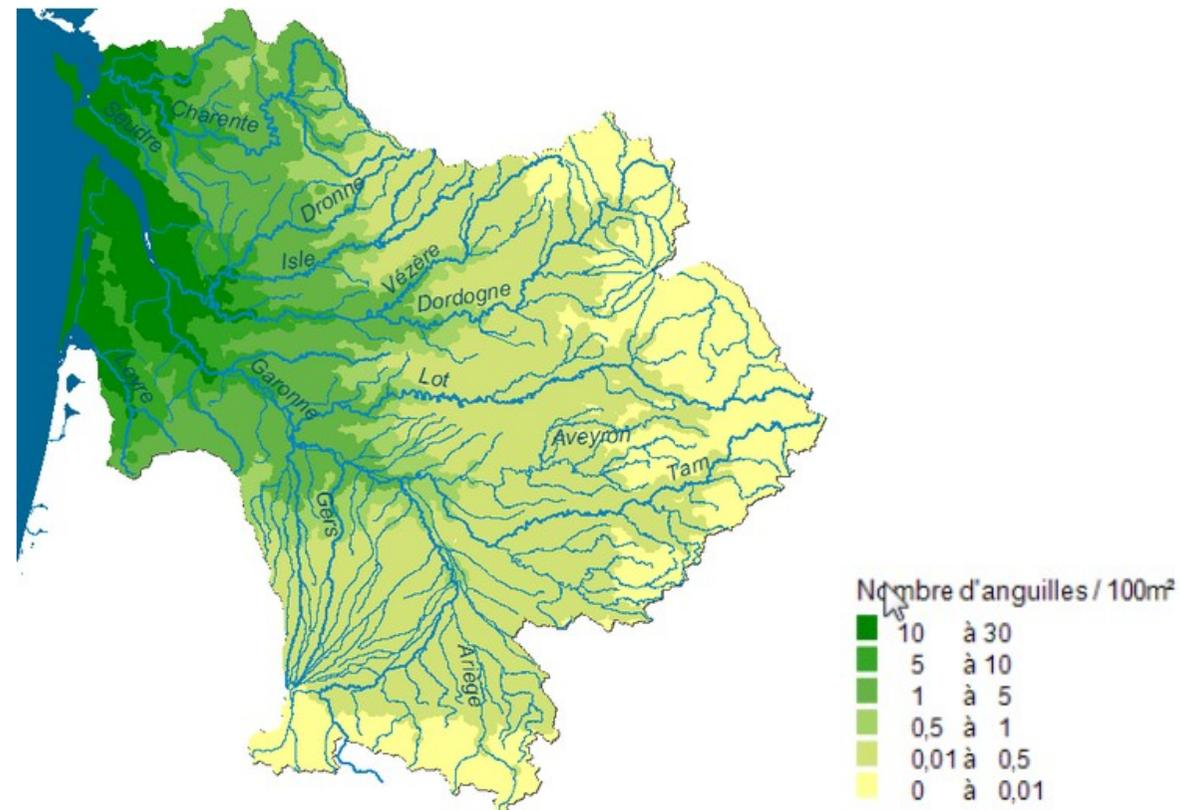 Charente
Seudre
Dronne
Isle
Vézère
Dordogne
Leyre
Garonne
Lot
Aveyron
Tarn
Gers
Ariege
Nombre d'anguilles / 100m²
10 à 30
5 à 10
1 à 5
0,5 à 1
0,01 à 0,5
0 à 0,01